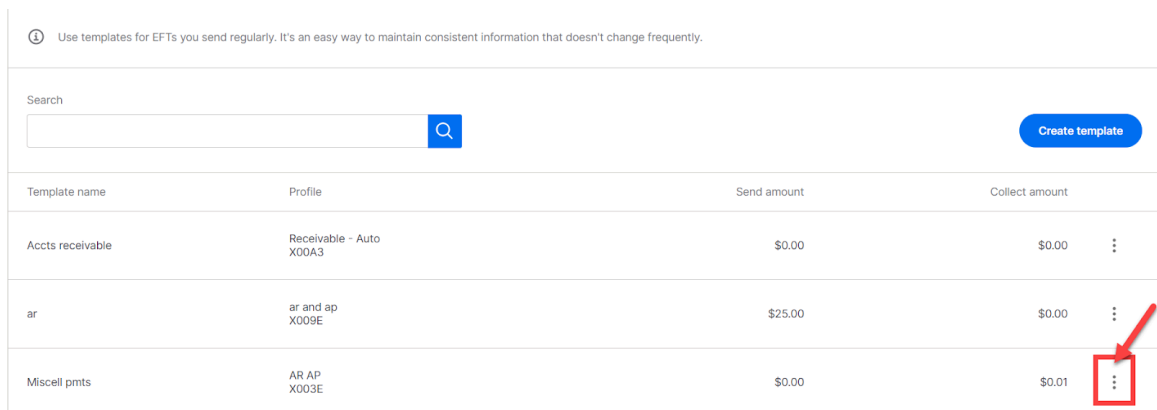 Use templates for EFTs you send regularly. It's an easy way to maintain consistent information that doesn't change frequently.
Search
Create template
Template name Profile Send amount Collect amount
Accts receivable Receivable - Auto $0.00 $0.00
X00A3
ar ar and ap $25.00 $0.00
X009E
Miscell pmts AR AP $0.00 $0.01
X003E